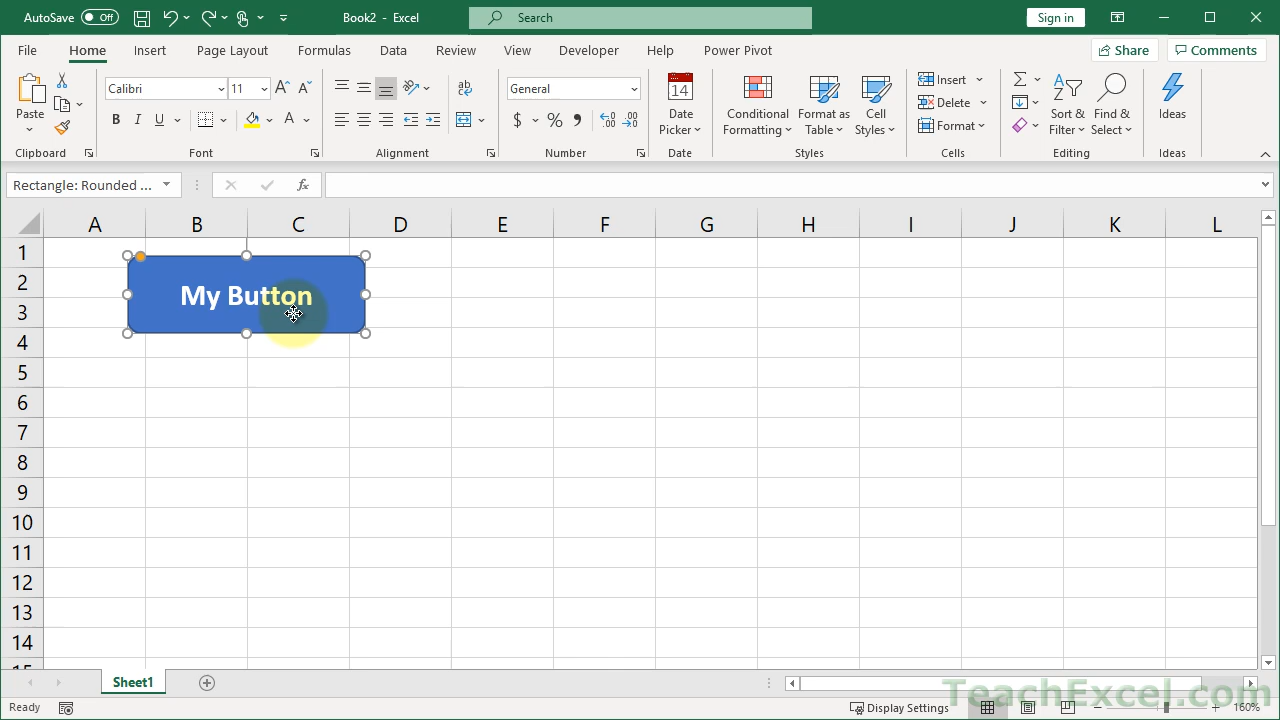 AutoSave Off Book2 - Excel Search Sign in
File Home Insert Page Layout Formulas Data Review View Developer Help Power Pivot Share Comments
Calibri 11 General Insert
Paste B I U A $ % 9 Date Picker 14 Conditional Formatting Format as Table Cell Styles Delete Format Sort & Filter Find & Select Ideas
Clipboard Font Alignment Number Date Styles Cells Editing Ideas
Rectangle: Rounded ... fx
A B C D E F G H I J K L
1
My Button
2
3
4
5
6
7
8
9
10
11
12
13
14
15
Sheet1
TeachExcel.com
Ready Display Settings 160%